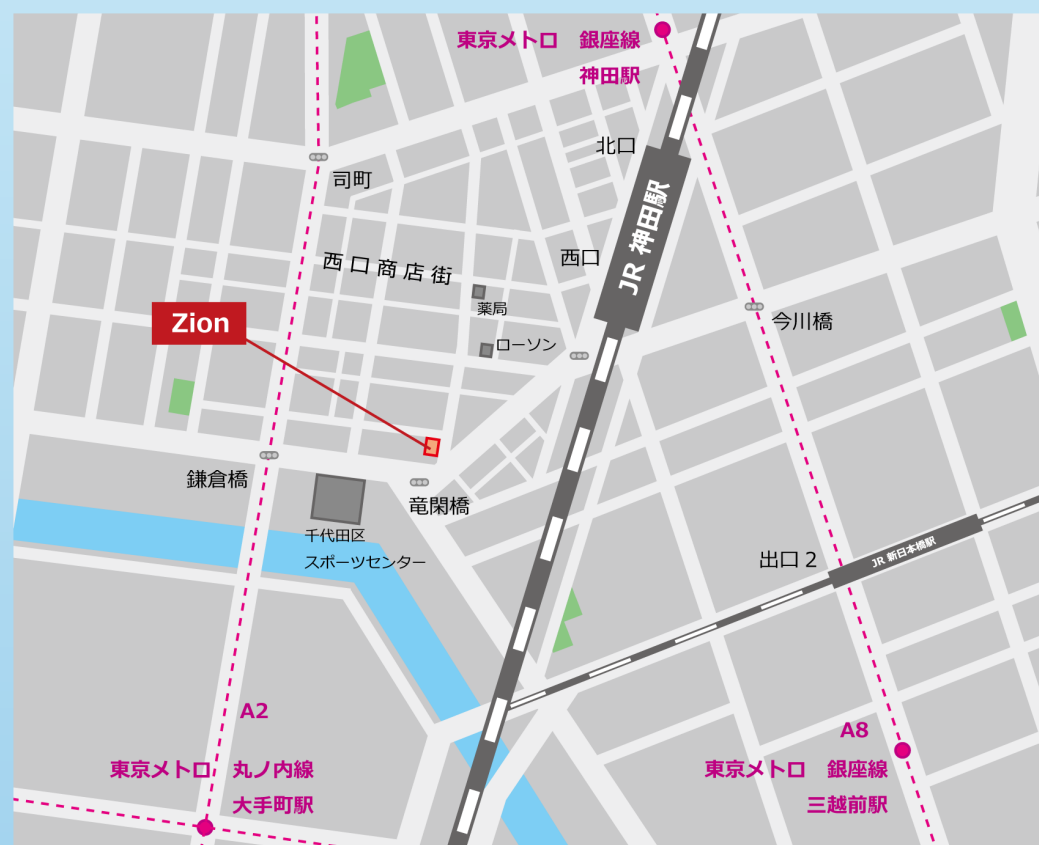 東京メトロ 銀座線
神田駅
北口
司町
JR 神田駅
西口
西口商店街
薬局
Zion
今川橋
ローソン
鎌倉橋
竜閑橋
千代田区
スポーツセンター
出口 2
JR 新日本橋駅
A2
A8
東京メトロ 丸ノ内線
大手町駅
東京メトロ 銀座線
三越前駅